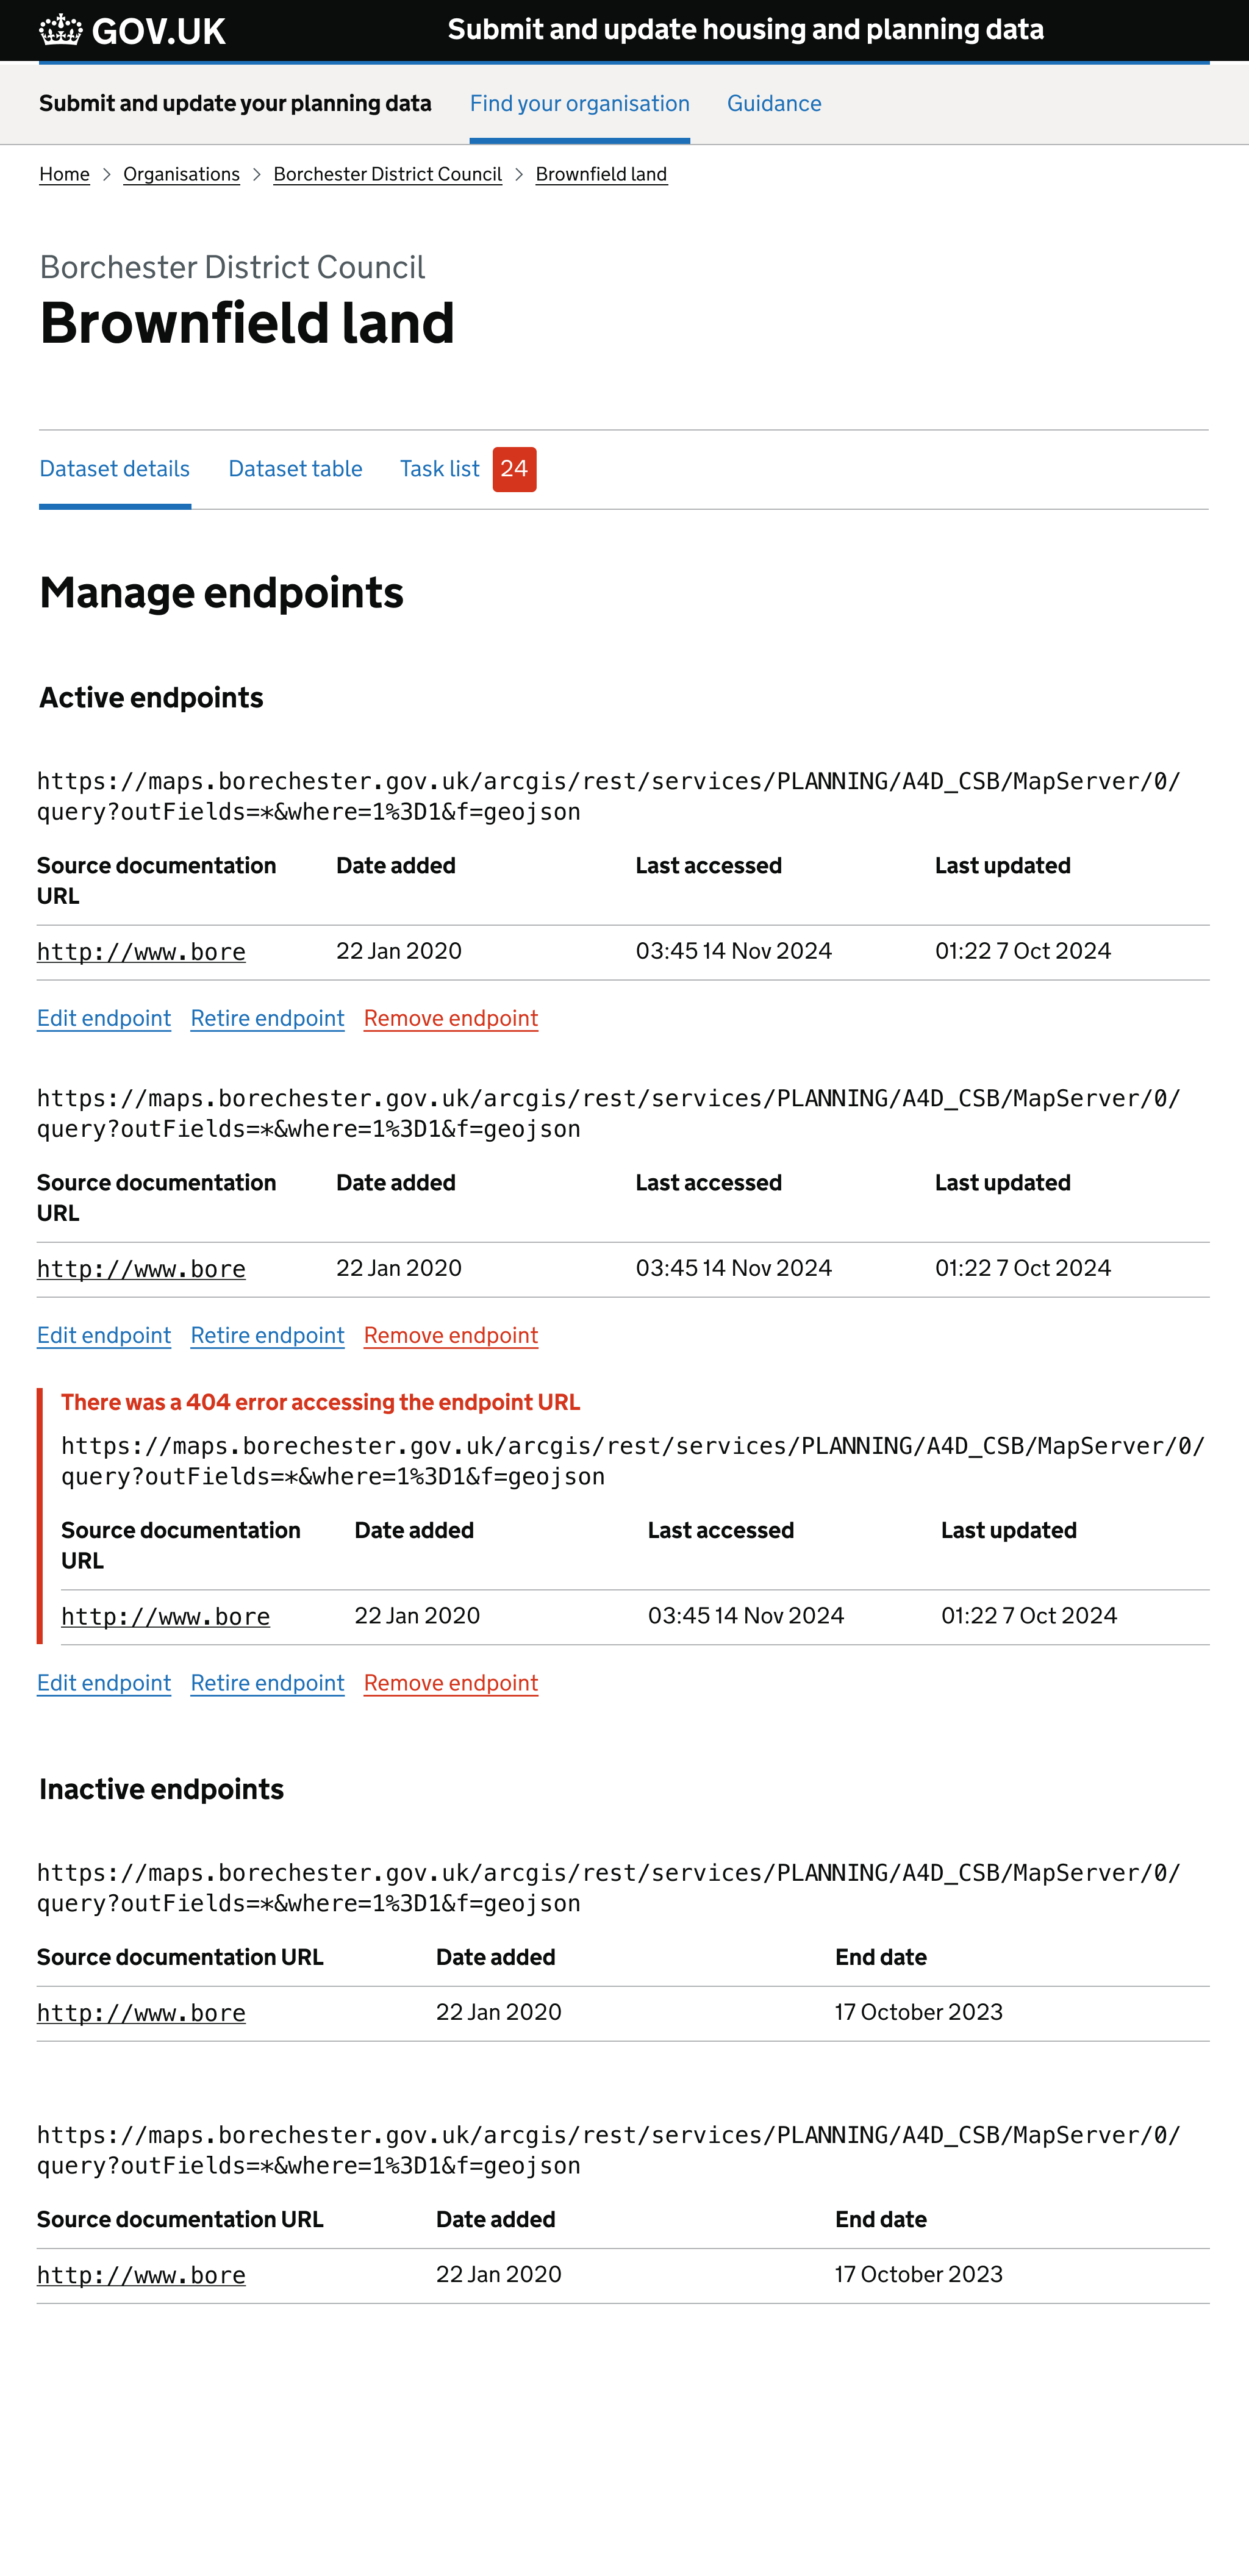 GOV.UK
Submit and update housing and planning data
Submit and update your planning data
Find your organisation
Guidance
Home > Organisations > Borchester District Council > Brownfield land
Borchester District Council
Brownfield land
Dataset details
Dataset table
Task list 24
Manage endpoints
Active endpoints
https://maps.borechester.gov.uk/arcgis/rest/services/PLANNING/A4D_CSB/MapServer/0/
query?outFields=*&where=1%3D1&f=geojson
Source documentation Date added Last accessed Last updated
URL
http://www.bore 22 Jan 2020 03:45 14 Nov 2024 01:22 7 Oct 2024
Edit endpoint Retire endpoint Remove endpoint
https://maps.borechester.gov.uk/arcgis/rest/services/PLANNING/A4D_CSB/MapServer/0/
query?outFields=*&where=1%3D1&f=geojson
Source documentation Date added Last accessed Last updated
URL
http://www.bore 22 Jan 2020 03:45 14 Nov 2024 01:22 7 Oct 2024
Edit endpoint Retire endpoint Remove endpoint
There was a 404 error accessing the endpoint URL
https://maps.borechester.gov.uk/arcgis/rest/services/PLANNING/A4D_CSB/MapServer/0/
query?outFields=*&where=1%3D1&f=geojson
Source documentation Date added Last accessed Last updated
URL
http://www.bore 22 Jan 2020 03:45 14 Nov 2024 01:22 7 Oct 2024
Edit endpoint Retire endpoint Remove endpoint
Inactive endpoints
https://maps.borechester.gov.uk/arcgis/rest/services/PLANNING/A4D_CSB/MapServer/0/
query?outFields=*&where=1%3D1&f=geojson
Source documentation URL Date added End date
http://www.bore 22 Jan 2020 17 October 2023
https://maps.borechester.gov.uk/arcgis/rest/services/PLANNING/A4D_CSB/MapServer/0/
query?outFields=*&where=1%3D1&f=geojson
Source documentation URL Date added End date
http://www.bore 22 Jan 2020 17 October 2023